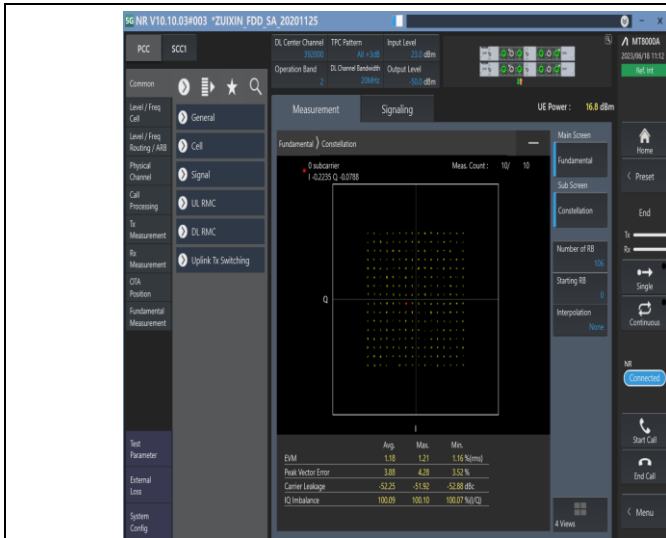 5G NR V10.10.03#003 *ZUIXIN_FDD_SA_20201125
PCC SCC1
Common
Level / Freq
Cell
Level / Freq
Routing / ARB
Physical
Channel
Call
Processing
Tx
Measurement
Rx
Measurement
OTA
Position
Fundamental
Measurement
Test
Parameter
External
Loss
System
Config
General
Cell
Signal
UL RMC
DL RMC
Uplink Tx Switching
DL Center Channel TPC Pattern Input Level
392000 All +3dB 23.0 dBm
Operation Band DL Channel Bandwidth Output Level
2 20MHz -50.0 dBm
Measurement Signaling UE Power : 16.8 dBm
Fundamental Constellation
0 subcarrier Meas. Count : 10/ 10
I -0.2235 Q -0.0788
Q
I
Avg. Max. Min.
EVM 1.18 1.21 1.16 %(rms)
Peak Vector Error 3.88 4.28 3.52 %
Carrier Leakage -52.25 -51.92 -52.88 dBc
IQ Imbalance 100.09 100.10 100.07 %(I/Q)
Main Screen
Fundamental
Sub Screen
Constellation
Number of RB
106
Starting RB
0
Interpolation
None
4 Views
MT8000A
2023/06/16 11:12
Ref. Int
Home
Preset
End
Tx
Rx
Single
Continuous
NR
Connected
Start Call
End Call
Menu